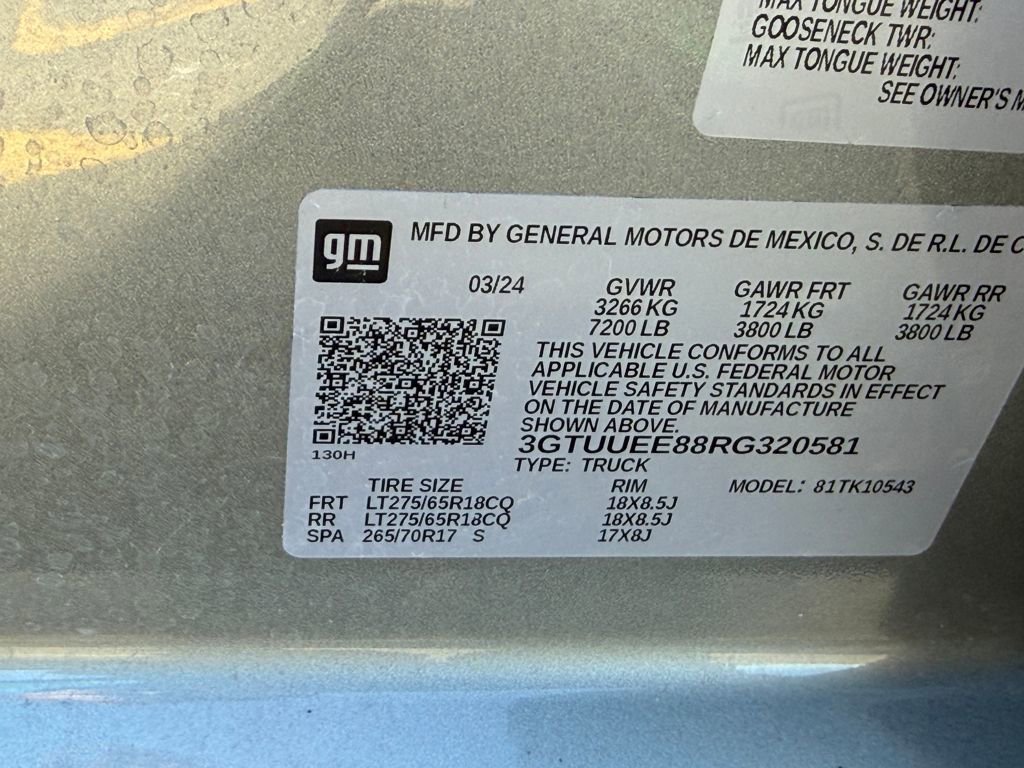 MAX TONGUE WEIGHT:
GOOSENECK TWR:
MAX TONGUE WEIGHT:
SEE OWNER'S
gm
MFD BY GENERAL MOTORS DE MEXICO, S. DE R.L. DE C
03/24
GVWR GAWR FRT GAWR RR
3266 KG 1724 KG 1724 KG
7200 LB 3800 LB 3800 LB
THIS VEHICLE CONFORMS TO ALL
APPLICABLE U.S. FEDERAL MOTOR
VEHICLE SAFETY STANDARDS IN EFFECT
ON THE DATE OF MANUFACTURE
SHOWN ABOVE.
3GTUUEE88RG320581
130H
TYPE: TRUCK
TIRE SIZE RIM MODEL: 81TK10543
FRT LT275/65R18CQ 18X8.5J
RR LT275/65R18CQ 18X8.5J
SPA 265/70R17 S 17X8J